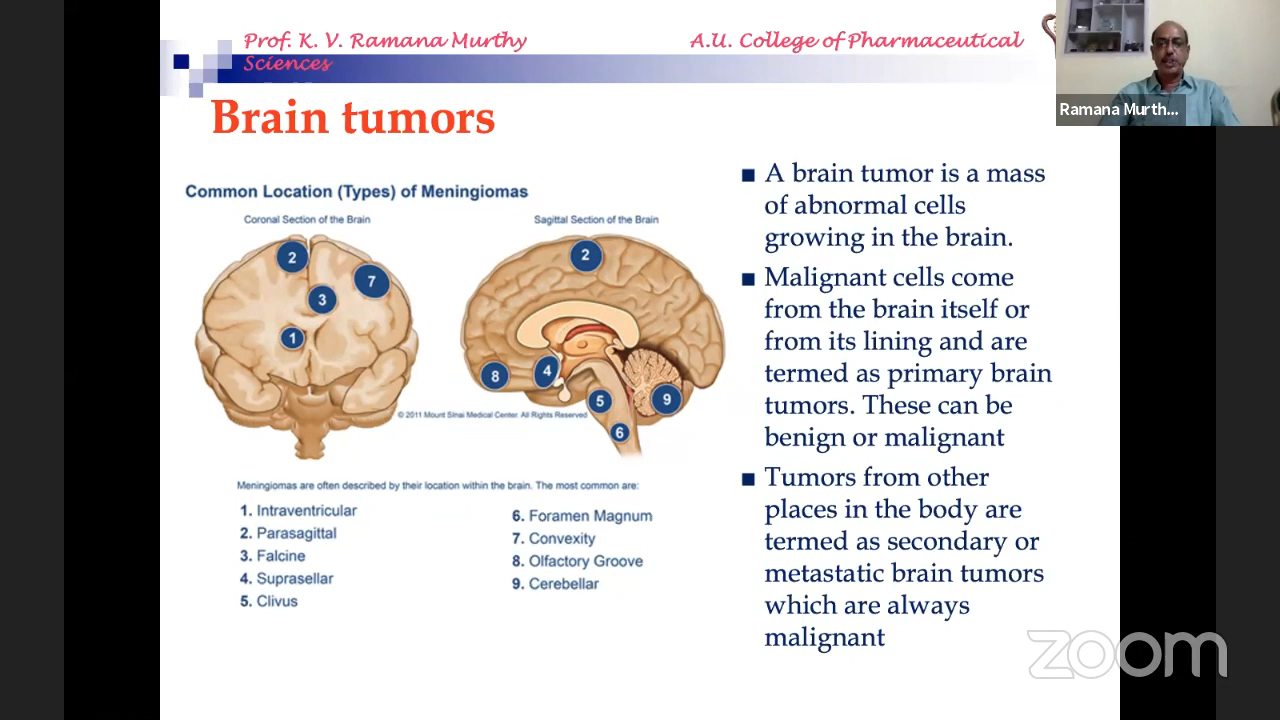 Prof. K. V. Ramana Murthy A.U. College of Pharmaceutical
Sciences
Ramana Murth...
Brain tumors
Common Location (Types) of Meningiomas
Coronal Section of the Brain
Sagittal Section of the Brain
2
7
3
1
2
8
4
5
9
6
© 2011 Mount Sinai Medical Center. All Rights Reserved
Meningiomas are often described by their location within the brain. The most common are:
1. Intraventricular
2. Parasagittal
3. Falcine
4. Suprasellar
5. Clivus
6. Foramen Magnum
7. Convexity
8. Olfactory Groove
9. Cerebellar
■ A brain tumor is a mass
of abnormal cells
growing in the brain.
■ Malignant cells come
from the brain itself or
from its lining and are
termed as primary brain
tumors. These can be
benign or malignant
■ Tumors from other
places in the body are
termed as secondary or
metastatic brain tumors
which are always
malignant
zoom